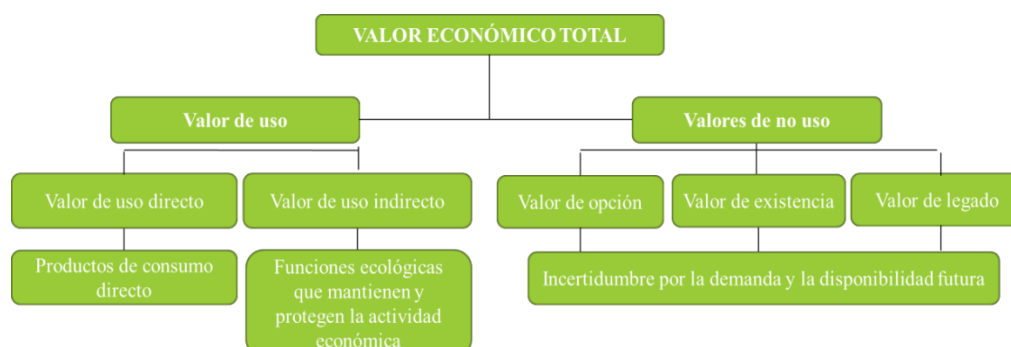 VALOR ECONÓMICO TOTAL
Valor de uso
Valores de no uso
Valor de uso directo
Valor de uso indirecto
Valor de opción
Valor de existencia
Valor de legado
Productos de consumo
directo
Funciones ecológicas
que mantienen y
protegen la actividad
económica
Incertidumbre por la demanda y la disponibilidad futura